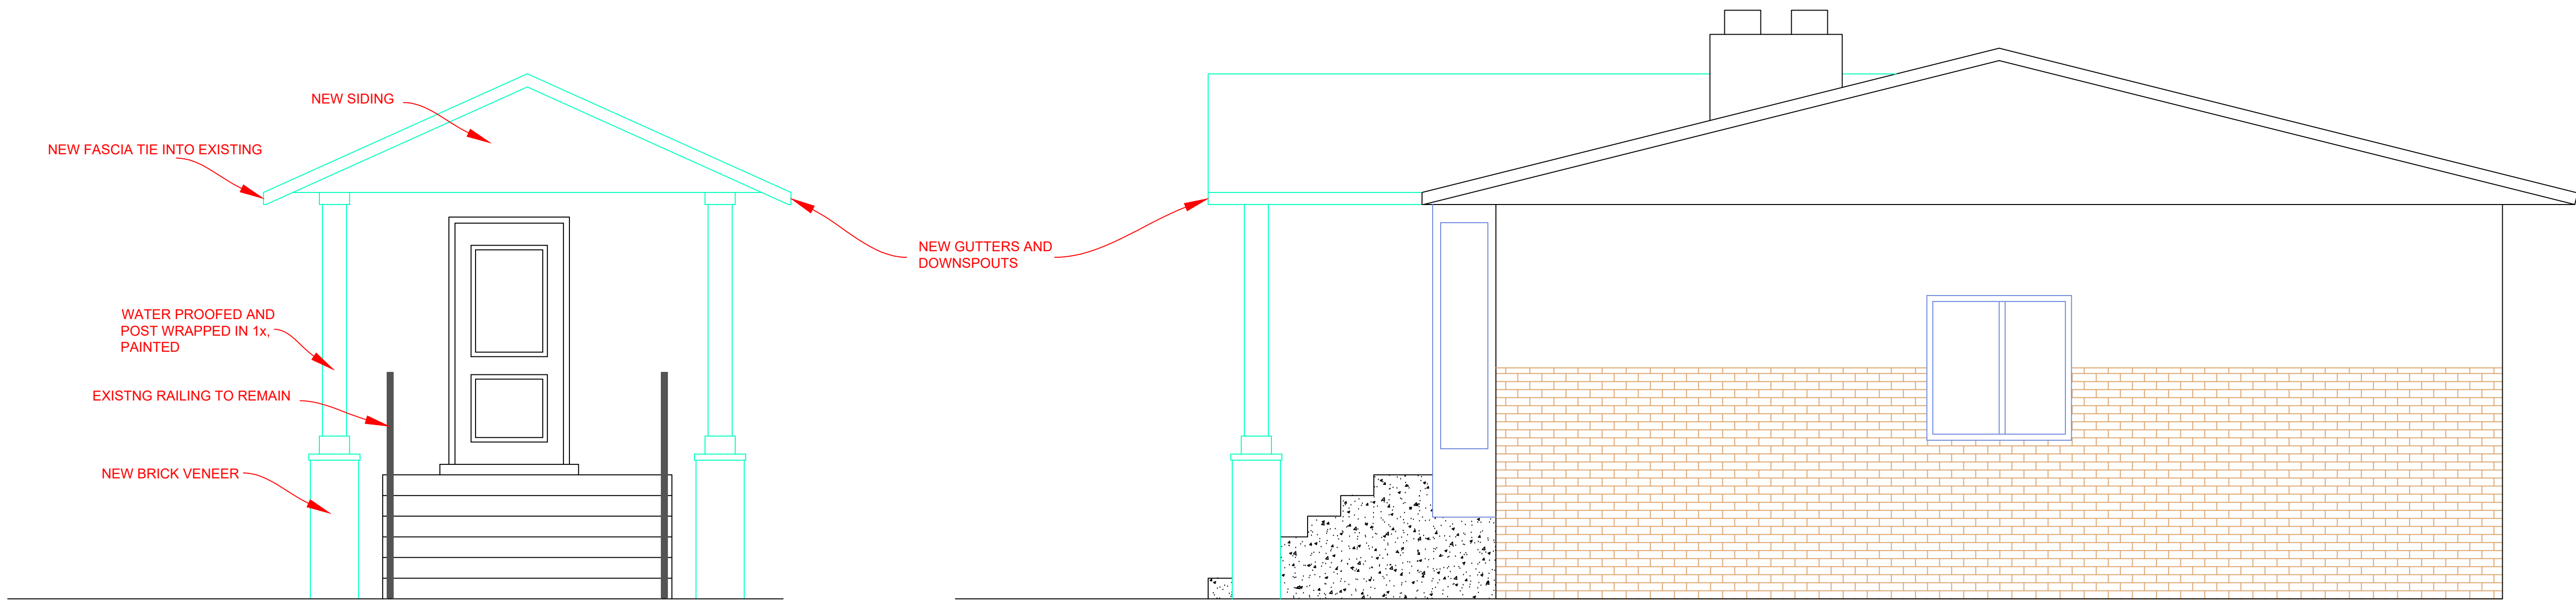 NEW SIDING
NEW FASCIA TIE INTO EXISTING
NEW GUTTERS AND
DOWNSPOUTS
WATER PROOFED AND
POST WRAPPED IN 1x,
PAINTED
EXISTNG RAILING TO REMAIN
NEW BRICK VENEER